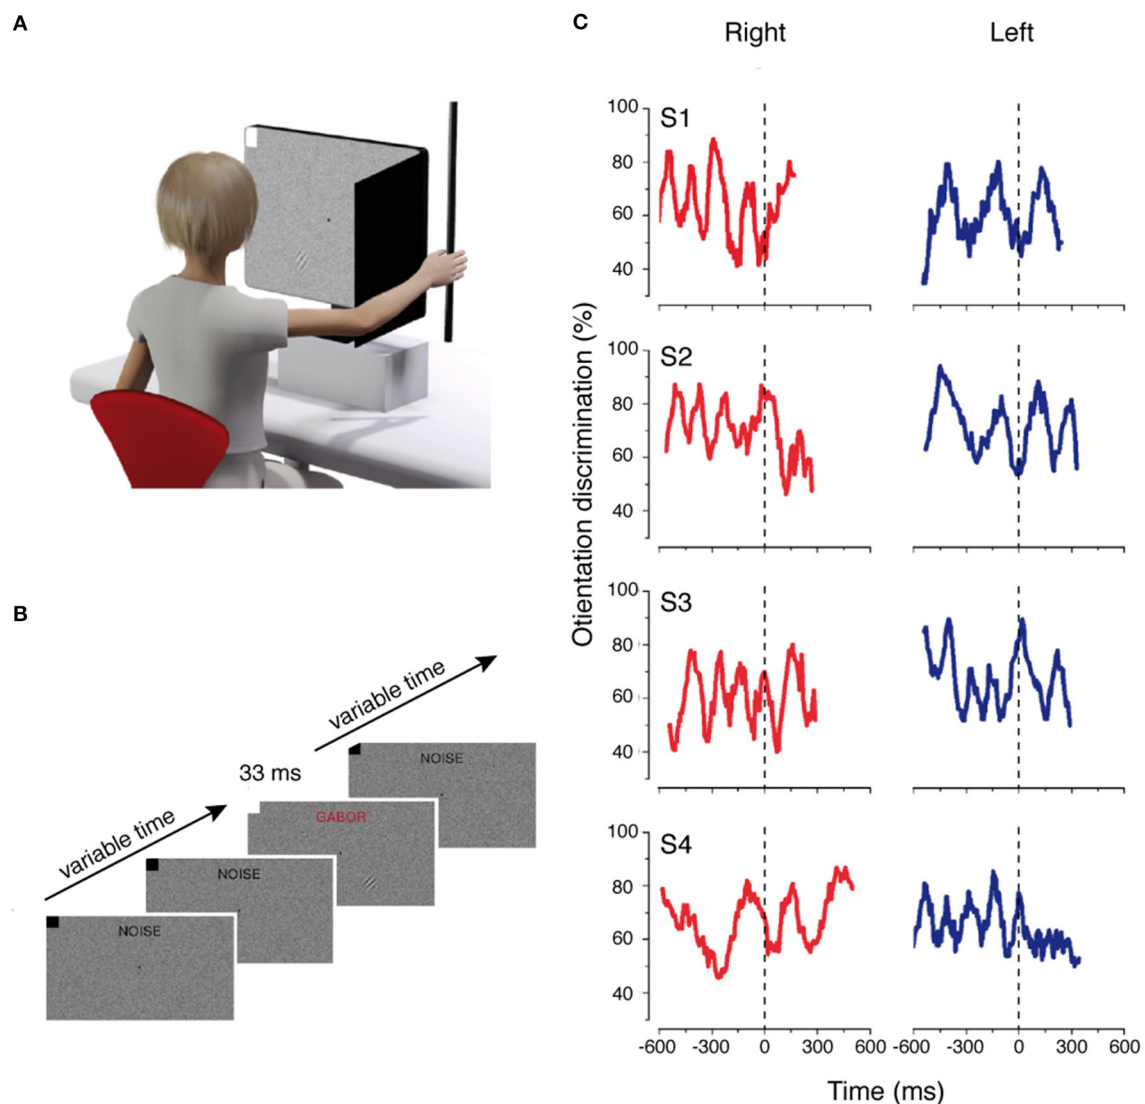 A
B
variable time
33 ms
variable time
NOISE
GABOR
NOISE
NOISE
C
Right
Left
Otientation discrimination (%)
S1
100
80
60
40
S2
100
80
60
40
S3
100
80
60
40
S4
100
80
60
40
-600 -300 0 300 600
-600 -300 0 300 600
Time (ms)